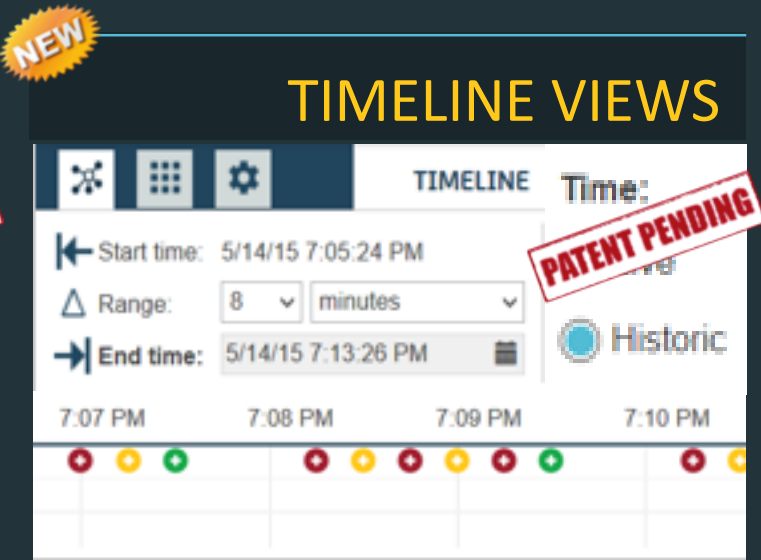 NEW
TIMELINE VIEWS
TIMELINE
Time:
PATENT PENDING
Start time: 5/14/15 7:05:24 PM
Range: 8 minutes
Historic
End time: 5/14/15 7:13:26 PM
7:07 PM 7:08 PM 7:09 PM 7:10 PM